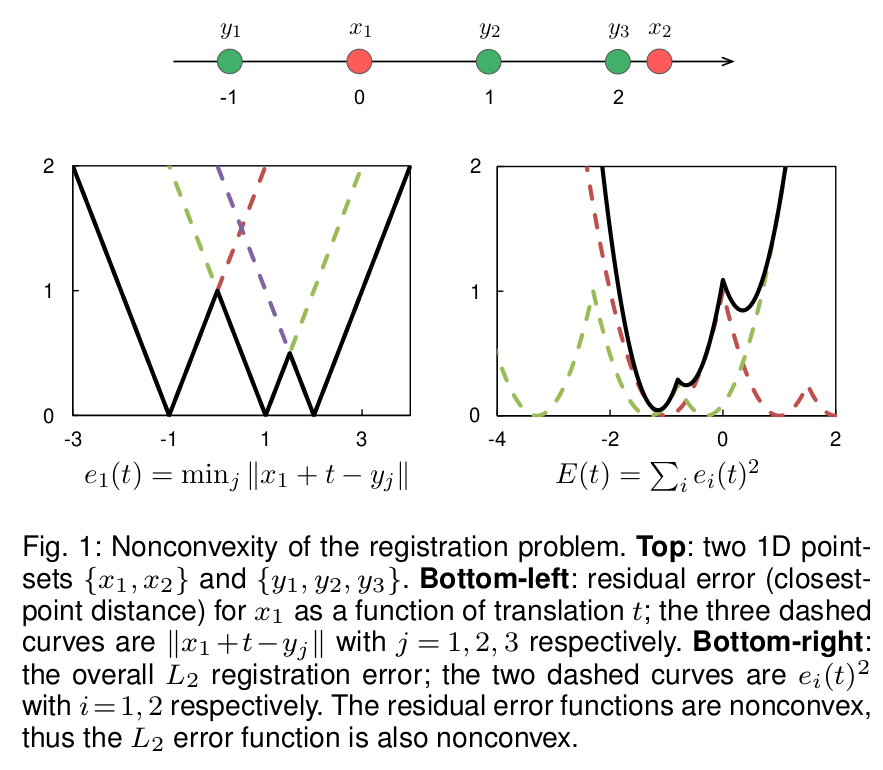 y₁ x₁ y₂ y₃ x₂
-1 0 1 2
2
1
0
-3 -1 1 3
e₁(t) = minⱼ ‖x₁ + t − yⱼ‖
2
1
0
-4 -2 0 2
E(t) = ∑ᵢ eᵢ(t)²
Fig. 1: Nonconvexity of the registration problem. Top: two 1D point-
sets {x₁, x₂} and {y₁, y₂, y₃}. Bottom-left: residual error (closest-
point distance) for x₁ as a function of translation t; the three dashed
curves are ‖x₁ + t − yⱼ‖ with j = 1, 2, 3 respectively. Bottom-right:
the overall L₂ registration error; the two dashed curves are eᵢ(t)²
with i = 1, 2 respectively. The residual error functions are nonconvex,
thus the L₂ error function is also nonconvex.